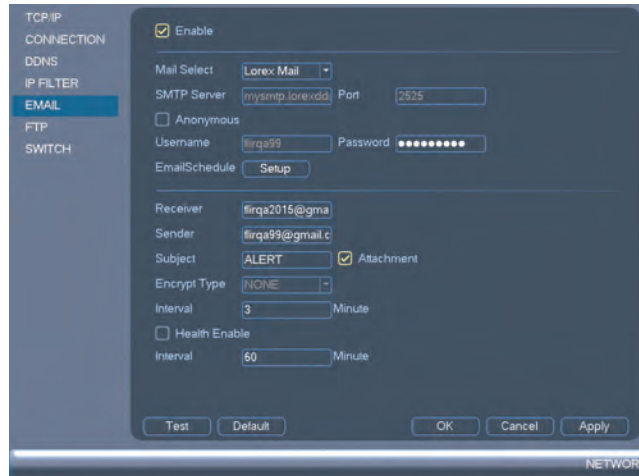 TCP/IP
CONNECTION
DDNS
IP FILTER
EMAIL
FTP
SWITCH
Enable
Mail Select Lorex Mail
SMTP Server mysmtp.lorexdd Port 2525
Anonymous
Username flirqa99 Password ●●●●●●●●●
EmailSchedule Setup
Receiver flirqa2015@gma
Sender flirqa99@gmail.c
Subject ALERT Attachment
Encrypt Type NONE
Interval 3 Minute
Health Enable
Interval 60 Minute
Test Default OK Cancel Apply
NETWOR